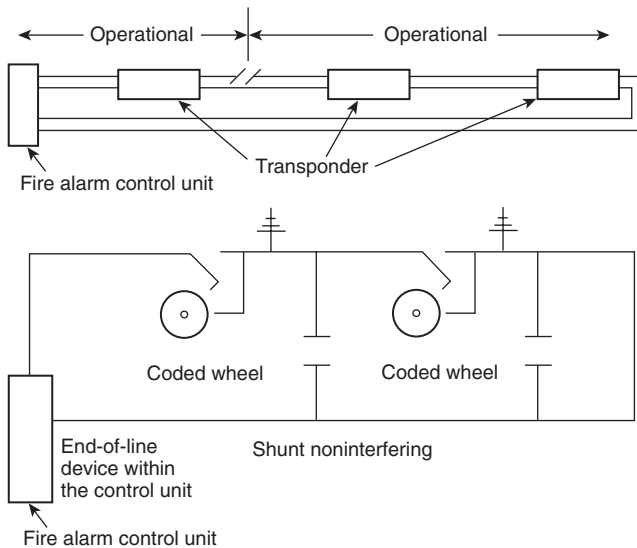 Operational
Operational
Transponder
Fire alarm control unit
Coded wheel
Coded wheel
End-of-line
device within
the control unit
Shunt noninterfering
Fire alarm control unit